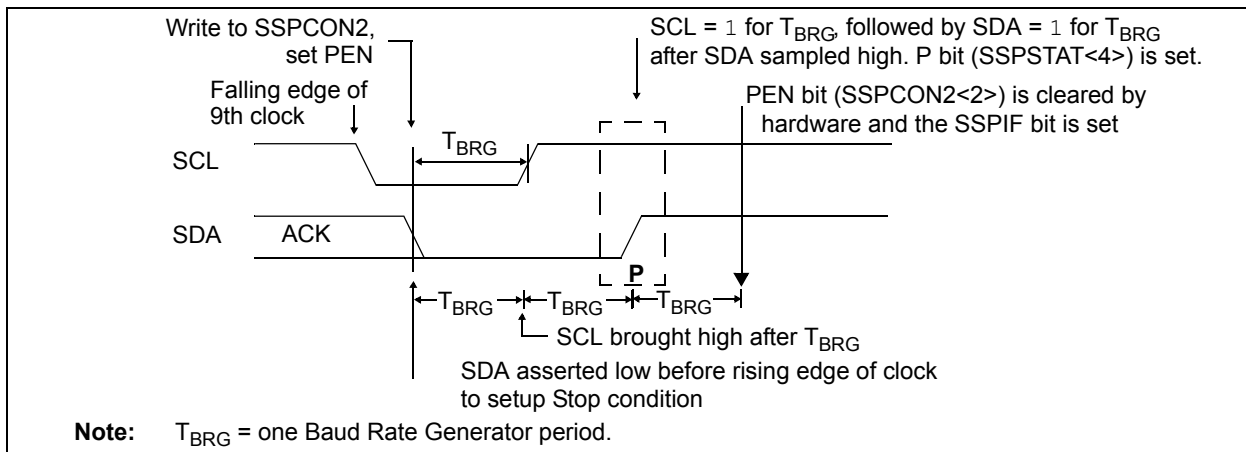 Write to SSPCON2,
set PEN
SCL = 1 for TBRG, followed by SDA = 1 for TBRG
after SDA sampled high. P bit (SSPSTAT<4>) is set.
Falling edge of
9th clock
PEN bit (SSPCON2<2>) is cleared by
hardware and the SSPIF bit is set
TBRG
SCL
SDA
ACK
P
TBRG
TBRG
TBRG
SCL brought high after TBRG
SDA asserted low before rising edge of clock
to setup Stop condition
Note: TBRG = one Baud Rate Generator period.